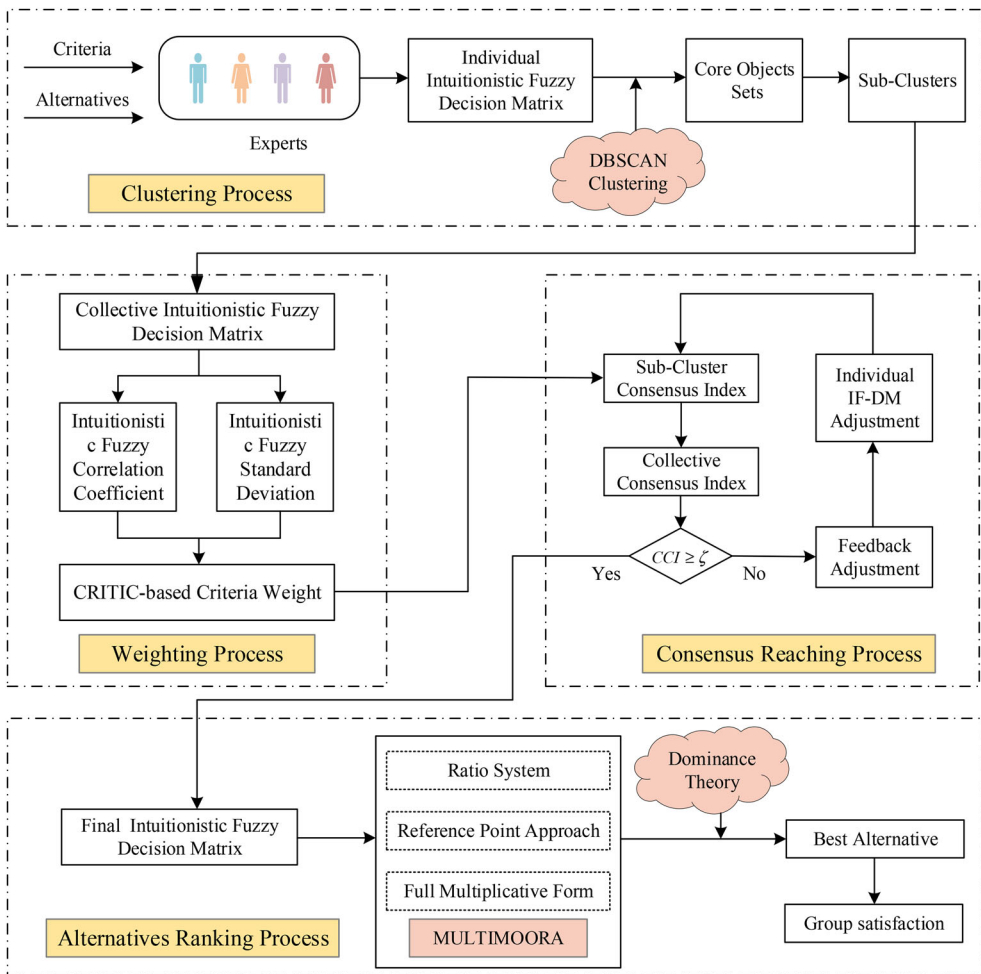 Criteria
Alternatives
Experts
Individual
Intuitionistic Fuzzy
Decision Matrix
Core Objects
Sets
Sub-Clusters
DBSCAN
Clustering
Clustering Process
Collective Intuitionistic Fuzzy
Decision Matrix
Intuitionisti
c Fuzzy
Correlation
Coefficient
Intuitionisti
c Fuzzy
Standard
Deviation
CRITIC-based Criteria Weight
Weighting Process
Sub-Cluster
Consensus Index
Collective
Consensus Index
CCI ≥ ζ
Yes
No
Individual
IF-DM
Adjustment
Feedback
Adjustment
Consensus Reaching Process
Final Intuitionistic Fuzzy
Decision Matrix
Ratio System
Reference Point Approach
Full Multiplicative Form
MULTIMOORA
Dominance
Theory
Best Alternative
Group satisfaction
Alternatives Ranking Process